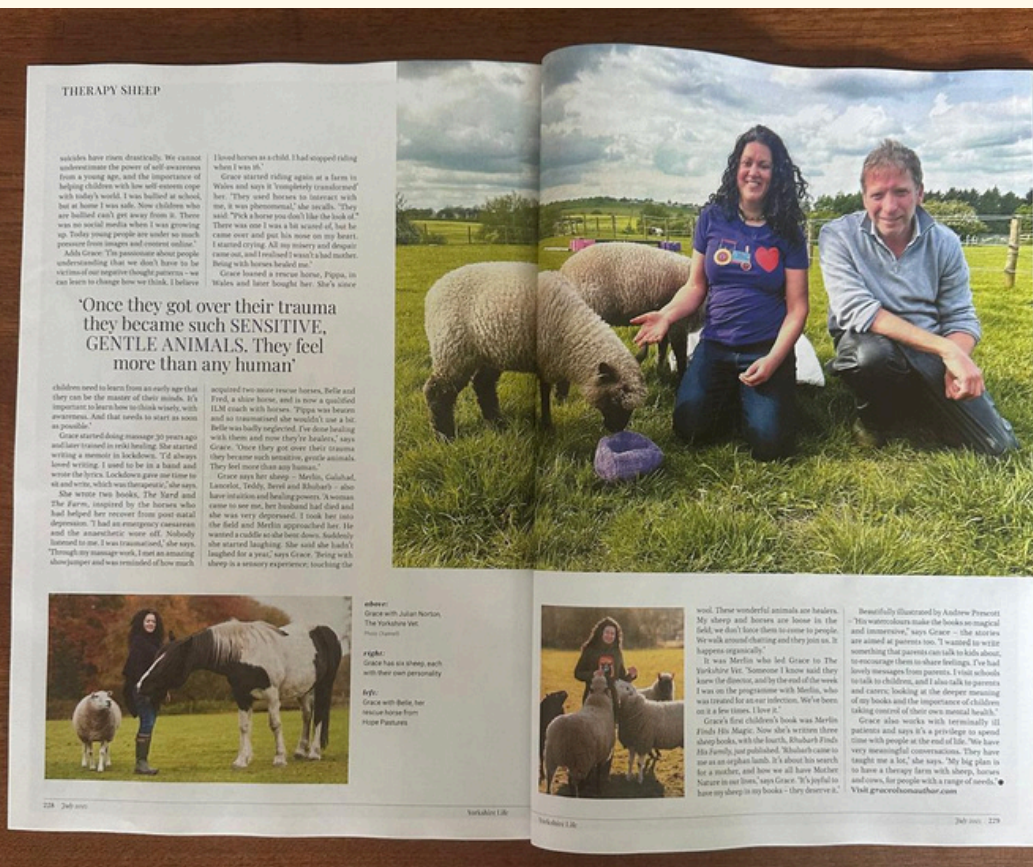 THERAPY SHEEP
suicides have risen drastically. We cannot
underestimate the power of self-awareness
from a young age, and the importance of
helping children with low self-esteem cope
with today's world. I was bullied at school,
but at home I was safe. Now children who
are bullied can't get away from it. There
was no social media when I was growing
up. Today young people are under so much
pressure from images and content online.'
Adds Grace: 'I'm passionate about people
understanding that we don't have to be
victims of our negative thought patterns – we
can learn to change how we think. I believe
I loved horses as a child. I had stopped riding
when I was 16.'
Grace started riding again at a farm in
Wales and says it 'completely transformed'
her. 'They used horses to interact with
me, it was phenomenal,' she recalls. 'They
said: "Pick a horse you don't like the look of."
There was one I was a bit scared of, but he
came over and put his nose on my heart.
I started crying. All my misery and despair
came out, and I realised I wasn't a bad mother.
Being with horses healed me.'
Grace loaned a rescue horse, Pippa, in
Wales and later bought her. She's since
'Once they got over their trauma
they became such SENSITIVE,
GENTLE ANIMALS. They feel
more than any human'
children need to learn from an early age that
they can be the master of their minds. It's
important to learn how to think wisely, with
awareness. And that needs to start as soon
as possible.'
Grace started doing massage 30 years ago
and later trained in reiki healing. She started
writing a memoir in lockdown. 'I'd always
loved writing. I used to be in a band and
wrote the lyrics. Lockdown gave me time to
sit and write, which was therapeutic,' she says.
She wrote two books, The Yard and
The Farm, inspired by the horses who
had helped her recover from post-natal
depression. 'I had an emergency caesarean
and the anaesthetic wore off. Nobody
listened to me. I was traumatised,' she says.
'Through my massage work, I met an amazing
showjumper and was reminded of how much
acquired two more rescue horses, Belle and
Fred, a shire horse, and is now a qualified
ILM coach with horses. 'Pippa was beaten
and so traumatised she wouldn't use a bit.
Belle was badly neglected. I've done healing
with them and now they're healers,' says
Grace. 'Once they got over their trauma
they became such sensitive, gentle animals.
They feel more than any human.'
Grace says her sheep – Merlin, Galahad,
Lancelot, Teddy, Bereś and Rhubarb – also
have intuition and healing powers. 'A woman
came to see me, her husband had died and
she was very depressed. I took her into
the field and Merlin approached her. He
wanted a cuddle so she bent down. Suddenly
she started laughing. She said she hadn't
laughed for a year,' says Grace. 'Being with
sheep is a sensory experience; touching the
above:
Grace with Julian Norton,
The Yorkshire Vet.
right:
Grace has six sheep, each
with their own personality
left:
Grace with Belle, her
rescue horse from
Hope Pastures
228 July 2025
Yorkshire Life
wool. These wonderful animals are healers.
My sheep and horses are loose in the
field, we don't force them to come to people.
We walk around chatting and they join us. It
happens organically.'
It was Merlin who led Grace to The
Yorkshire Vet. 'Someone I know said they
knew the director, and by the end of the week
I was on the programme with Merlin, who
was treated for an ear infection. We've been
on it a few times. I love it.'
Grace's first children's book was Merlin
Finds His Magic. Now she's written three
sheep books, with the fourth, Rhubarb Finds
His Family, just published. 'Rhubarb came to
me as an orphan lamb. It's about his search
for a mother, and how we all have Mother
Nature in our lives,' says Grace. 'It's joyful to
have my sheep in my books – they deserve it.'
Beautifully illustrated by Andrew Prescott
– 'His watercolours make the books so magical
and immersive,' says Grace – the stories
are aimed at parents too. 'I wanted to write
something that parents can talk to kids about,
to encourage them to share feelings. I've had
lovely messages from parents. I visit schools
to talk to children, and I also talk to parents
and carers; looking at the deeper meaning
of my books and the importance of children
taking control of their own mental health.'
Grace also works with terminally ill
patients and says it's a privilege to spend
time with people at the end of life. 'We have
very meaningful conversations. They have
taught me a lot,' she says. 'My big plan is
to have a therapy farm with sheep, horses
and cows, for people with a range of needs.'
Visit graceolsonauthor.com
Yorkshire Life
July 2025 229